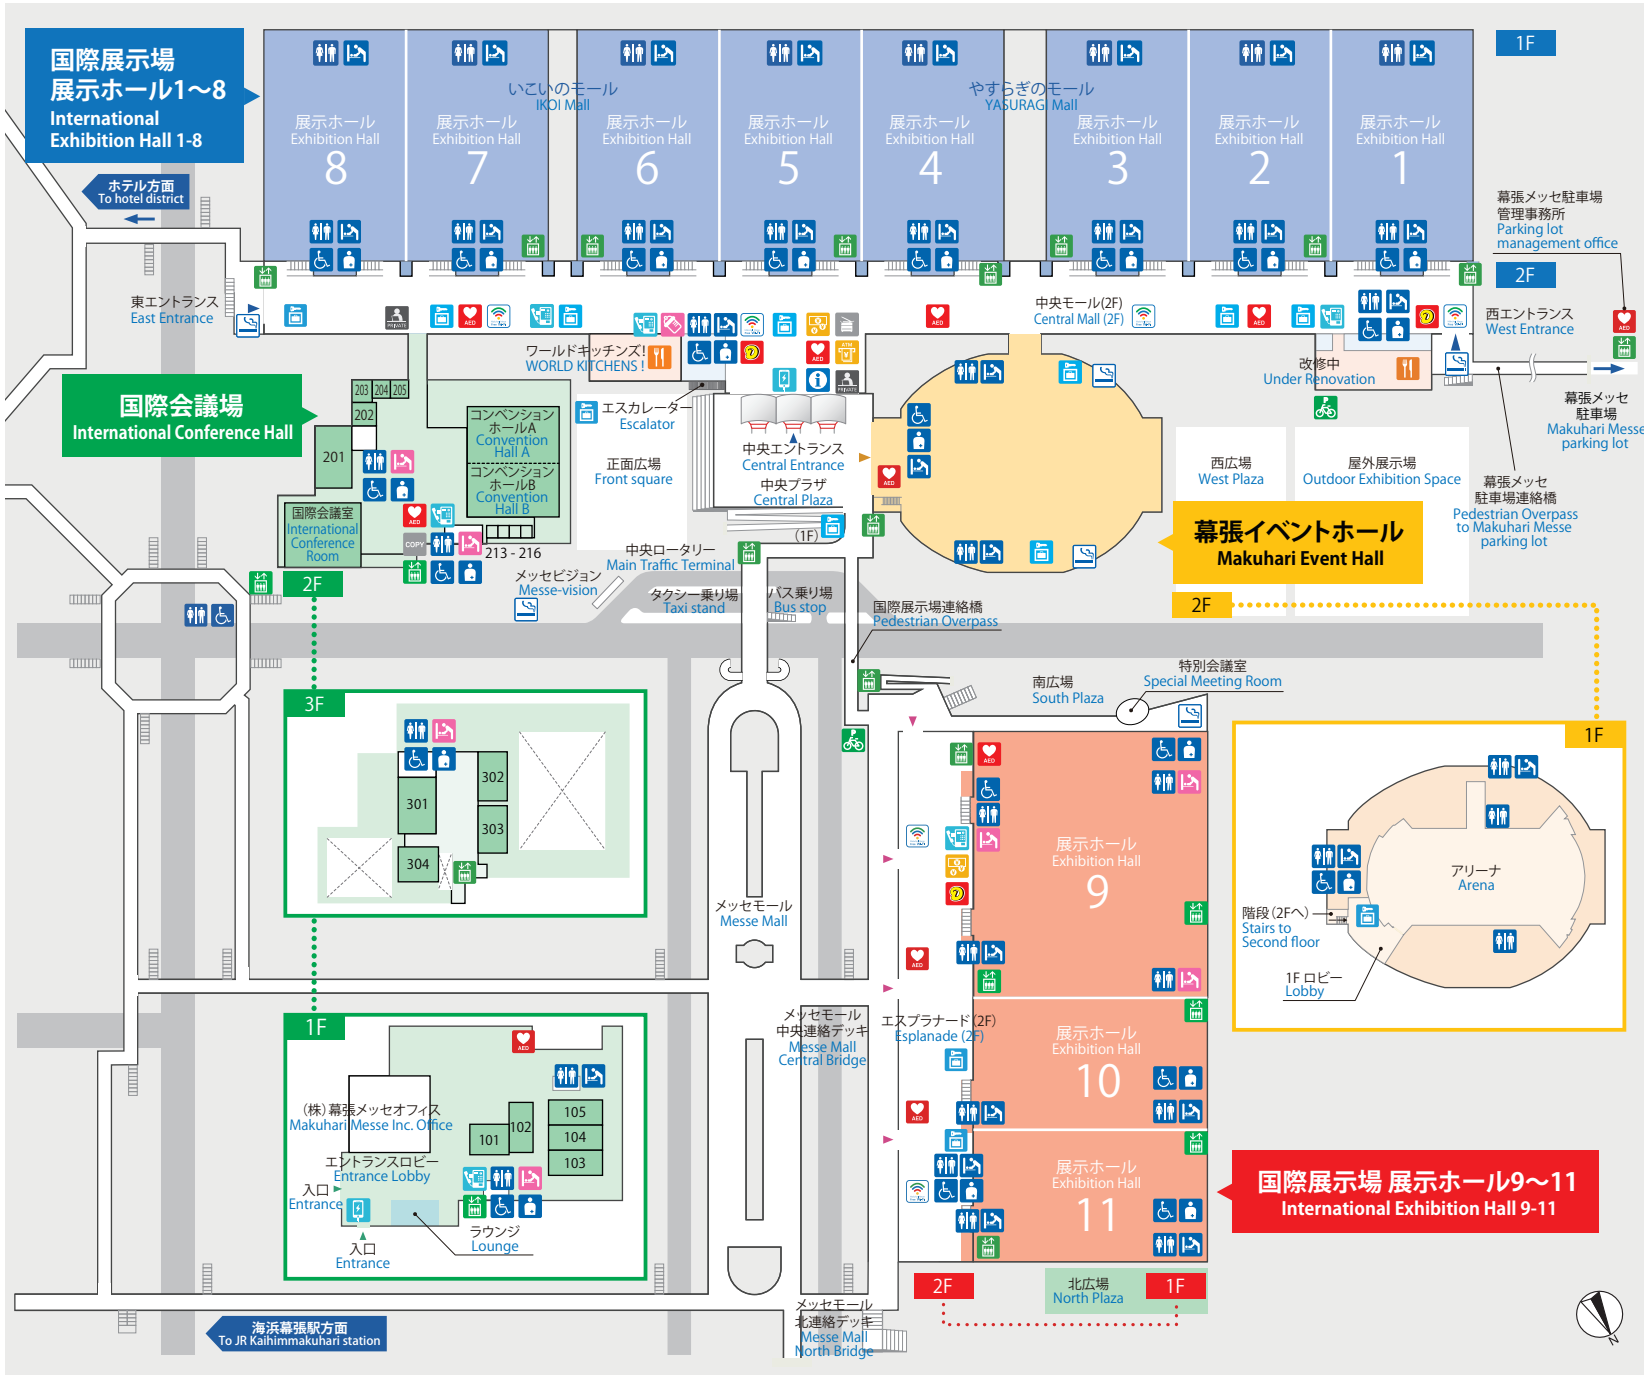 国際展示場
展示ホール1～8
International
Exhibition Hall 1-8
1F
いこいのモール
IKOI Mall
やすらぎのモール
YASURAGI Mall
展示ホール
Exhibition Hall
8
展示ホール
Exhibition Hall
7
展示ホール
Exhibition Hall
6
展示ホール
Exhibition Hall
5
展示ホール
Exhibition Hall
4
展示ホール
Exhibition Hall
3
展示ホール
Exhibition Hall
2
展示ホール
Exhibition Hall
1
ホテル方面
To hotel district
幕張メッセ駐車場
管理事務所
Parking lot
management office
2F
東エントランス
East Entrance
PRIVATE
AED
中央モール(2F)
Central Mall (2F)
AED
AED
西エントランス
West Entrance
AED
ワールドキッチンズ!
WORLD KITCHENS !
AED
ATM
PRIVATE
改修中
Under Renovation
国際会議場
International Conference Hall
203
204
205
202
201
コンベンション
ホールA
Convention
Hall A
コンベンション
ホールB
Convention
Hall B
国際会議室
International
Conference
Room
AED
COPY
213 - 216
2F
エスカレーター
Escalator
正面広場
Front square
中央エントランス
Central Entrance
中央プラザ
Central Plaza
(1F)
AED
西広場
West Plaza
屋外展示場
Outdoor Exhibition Space
幕張メッセ
駐車場
Makuhari Messe
parking lot
幕張メッセ
駐車場連絡橋
Pedestrian Overpass
to Makuhari Messe
parking lot
幕張イベントホール
Makuhari Event Hall
2F
中央ロータリー
Main Traffic Terminal
メッセビジョン
Messe-vision
タクシー乗り場
Taxi stand
バス乗り場
Bus stop
国際展示場連絡橋
Pedestrian Overpass
3F
301
302
303
304
南広場
South Plaza
特別会議室
Special Meeting Room
AED
展示ホール
Exhibition Hall
9
1F
アリーナ
Arena
階段(2Fへ)
Stairs to
Second floor
1F ロビー
Lobby
メッセモール
Messe Mall
AED
メッセモール
中央連絡デッキ
Messe Mall
Central Bridge
エスプラナード(2F)
Esplanade (2F)
展示ホール
Exhibition Hall
10
AED
展示ホール
Exhibition Hall
11
1F
AED
(株)幕張メッセオフィス
Makuhari Messe Inc. Office
101
102
105
104
103
エントランスロビー
Entrance Lobby
入口
Entrance
入口
Entrance
ラウンジ
Lounge
国際展示場 展示ホール9～11
International Exhibition Hall 9-11
2F
北広場
North Plaza
1F
メッセモール
北連絡デッキ
Messe Mall
North Bridge
海浜幕張駅方面
To JR Kaihimmakuhari station
N